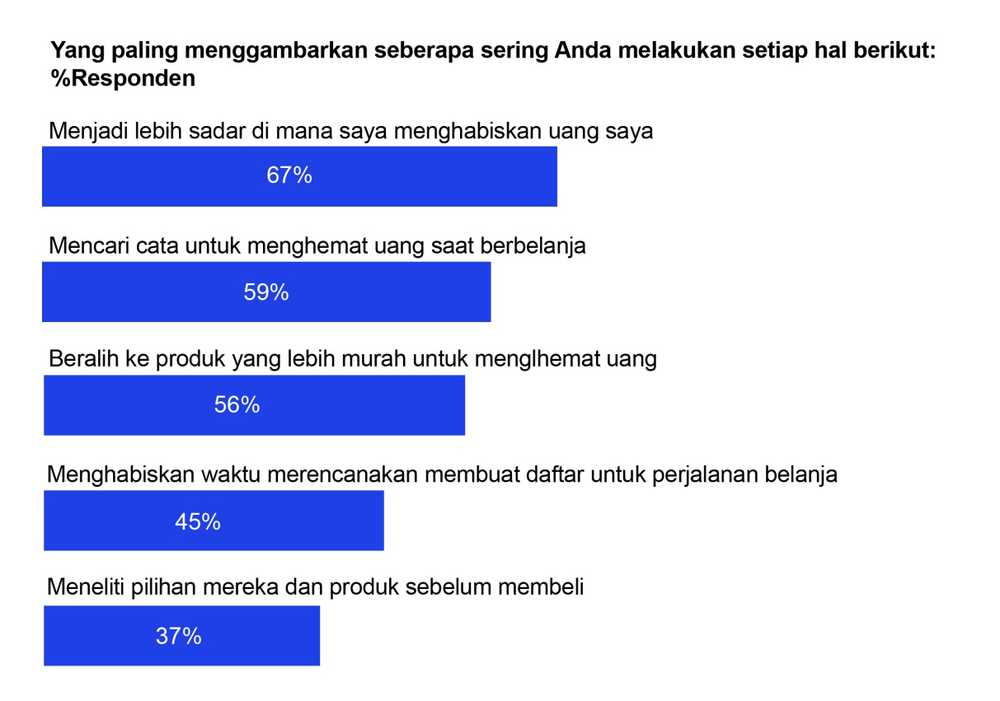 Yang paling menggambarkan seberapa sering Anda melakukan setiap hal berikut:
%Responden
Menjadi lebih sadar di mana saya menghabiskan uang saya
67%
Mencari cata untuk menghemat uang saat berbelanja
59%
Beralih ke produk yang lebih murah untuk menglhemat uang
56%
Menghabiskan waktu merencanakan membuat daftar untuk perjalanan belanja
45%
Meneliti pilihan mereka dan produk sebelum membeli
37%